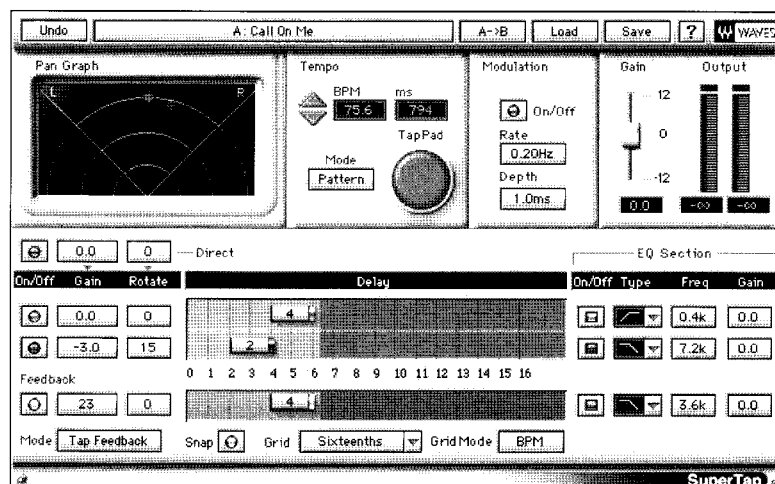 Undo A: Call On Me A->B Load Save ? WAVES
Pan Graph Tempo Modulation Gain Output
L R BPM ms 12
75.6 794 On/Off
TapPad Rate 0
Mode 0.20Hz
Pattern Depth -12
1.0ms 0.0 -∞ -∞
0.0 0 Direct EQ Section
On/Off Gain Rotate Delay On/Off Type Freq Gain
0.0 0 4 0.4k 0.0
-3.0 15 2 7.2k 0.0
0 1 2 3 4 5 6 7 8 9 10 11 12 13 14 15 16
Feedback
23 0 4 3.6k 0.0
Mode Tap Feedback Snap Grid Sixteenths Grid Mode BPM
SuperTap